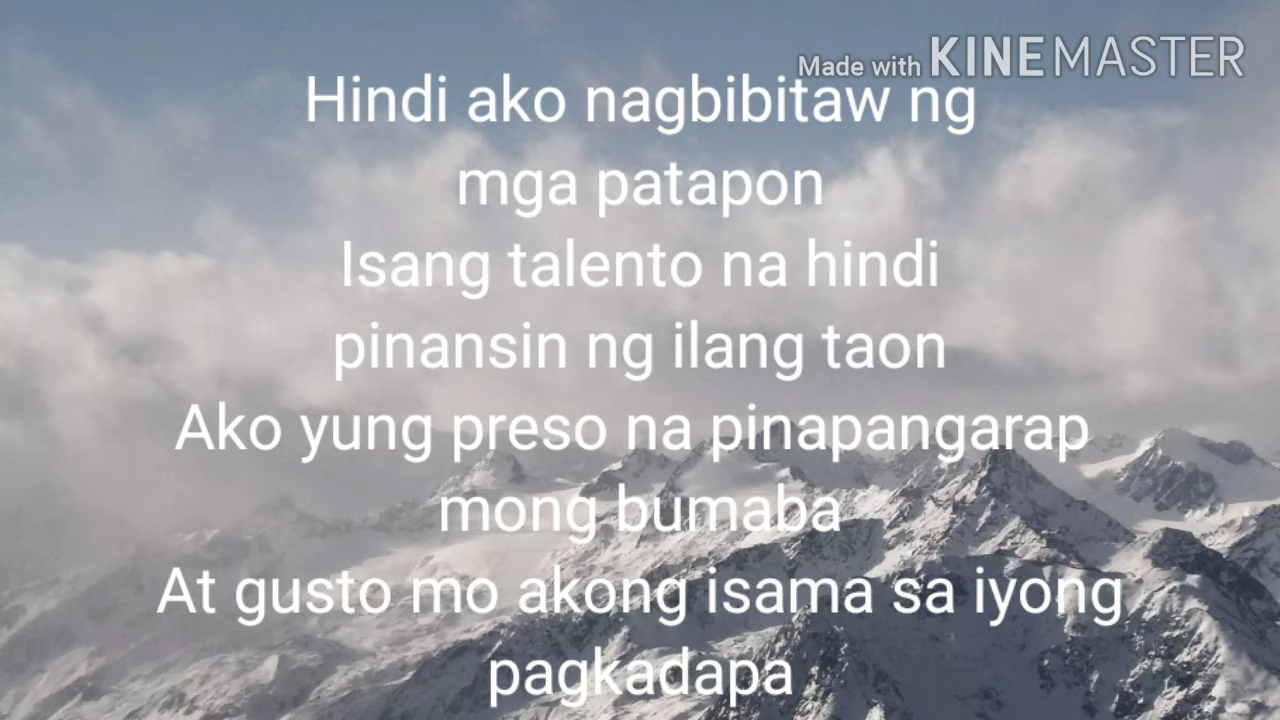 Made with KINEMASTER
Hindi ako nagbibitaw ng
mga patapon
Isang talento na hindi
pinansin ng ilang taon
Ako yung preso na pinapangarap
mong bumaba
At gusto mo akong isama sa iyong
pagkadapa